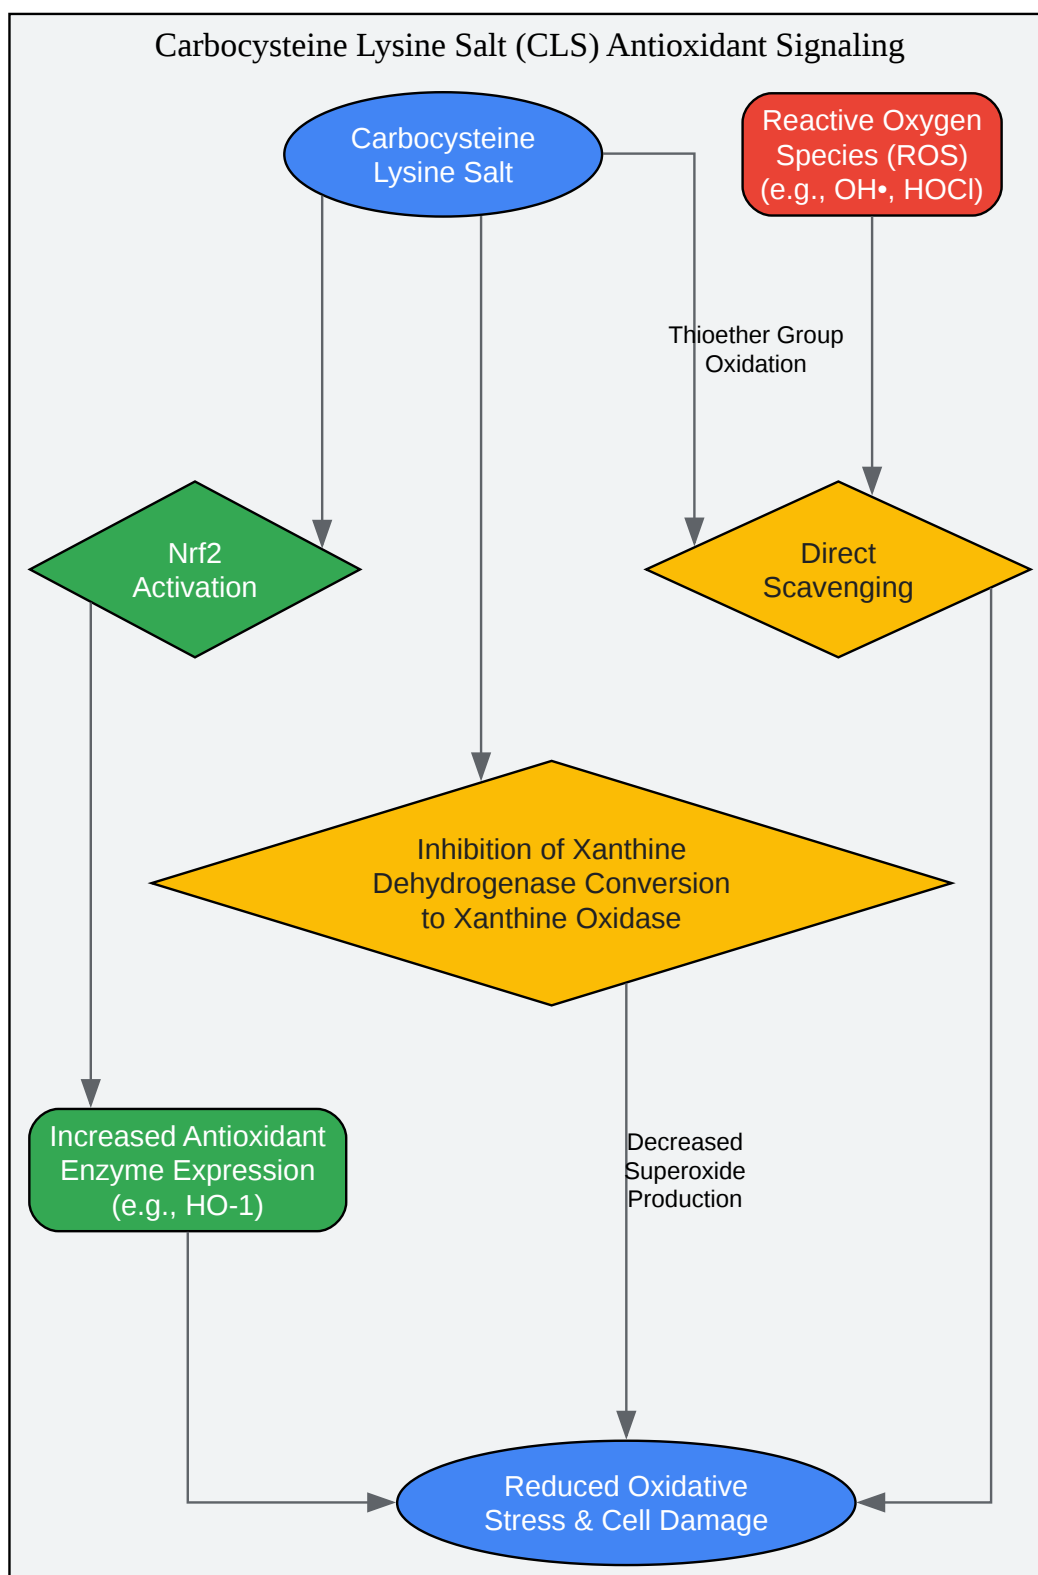 Carbocysteine Lysine Salt (CLS) Antioxidant Signaling
Carbocysteine
Lysine Salt
Reactive Oxygen
Species (ROS)
(e.g., OH•, HOCl)
Thioether Group
Oxidation
Nrf2
Activation
Direct
Scavenging
Inhibition of Xanthine
Dehydrogenase Conversion
to Xanthine Oxidase
Increased Antioxidant
Enzyme Expression
(e.g., HO-1)
Decreased
Superoxide
Production
Reduced Oxidative
Stress & Cell Damage